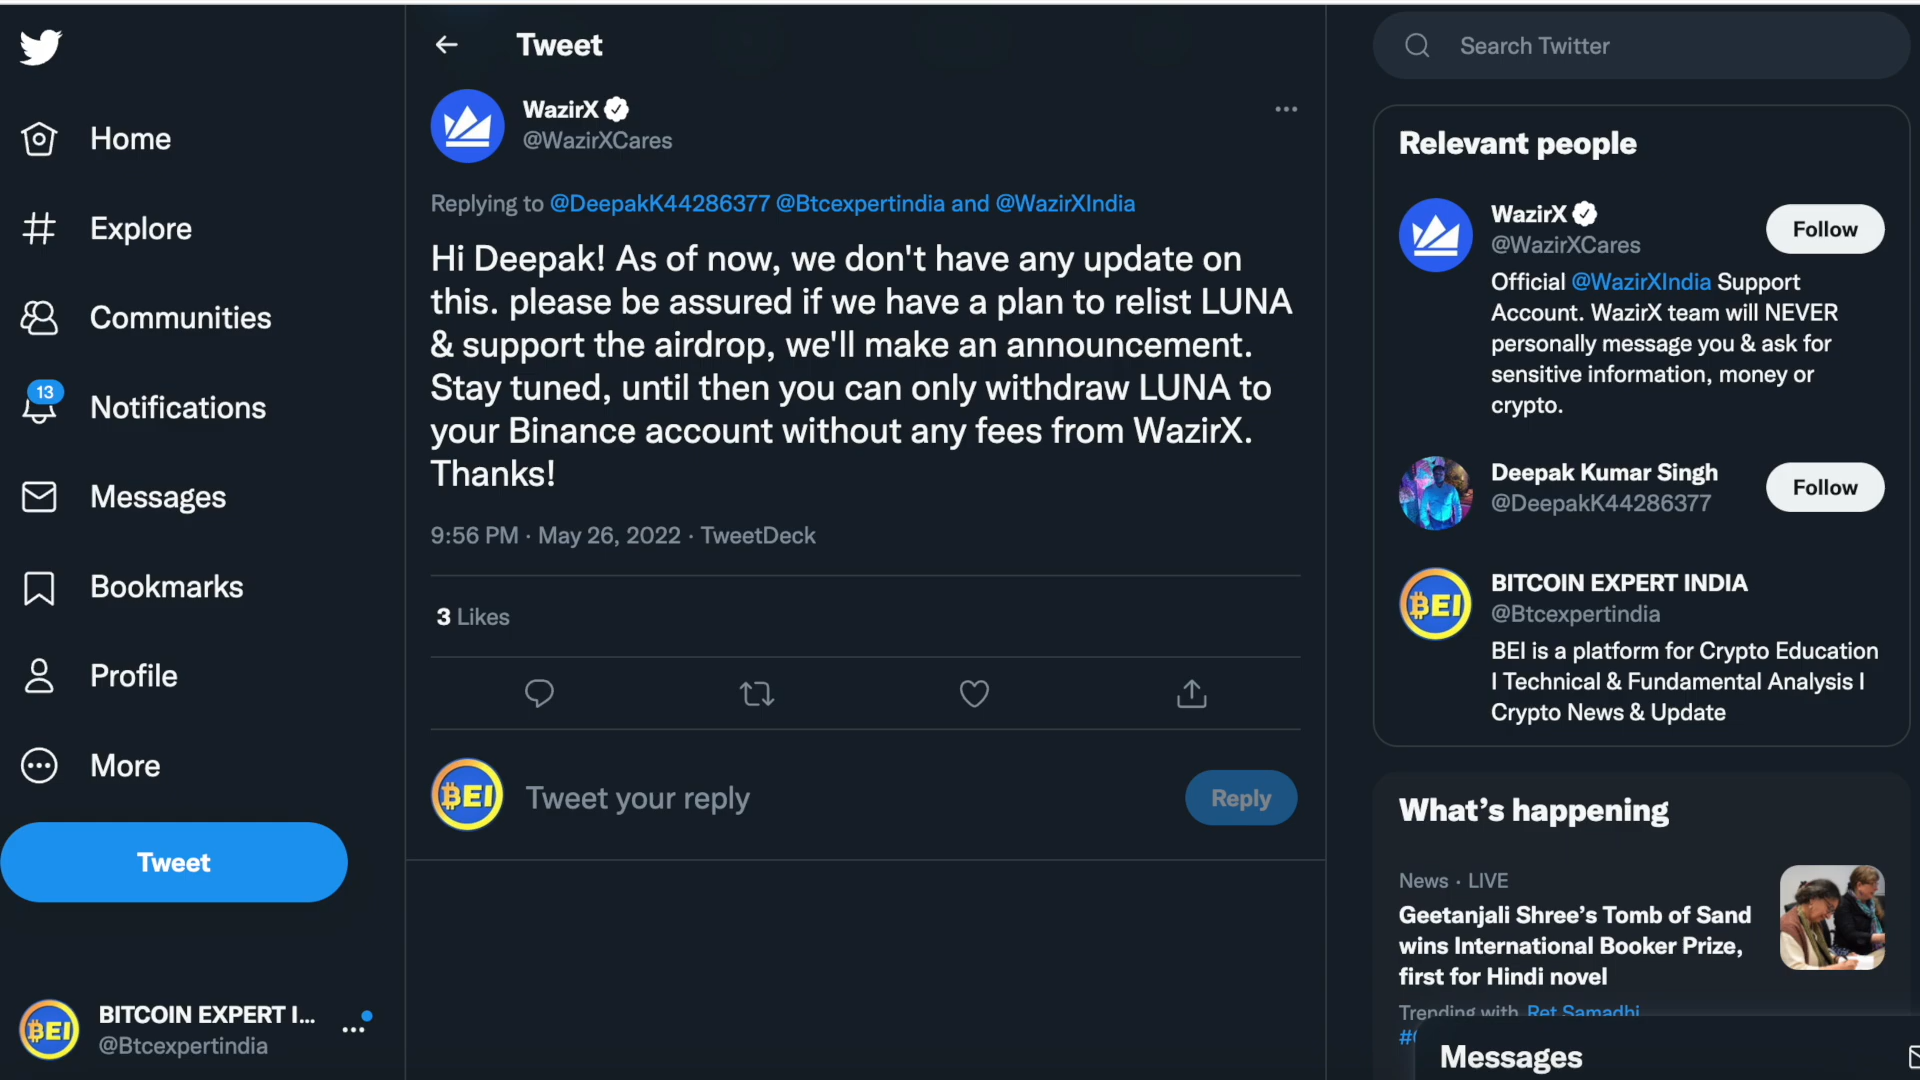 Home
Explore
Communities
13
Notifications
Messages
Bookmarks
Profile
More
Tweet
BITCOIN EXPERT I...
@Btcexpertindia
Tweet
WazirX
@WazirXCares
Replying to @DeepakK44286377 @Btcexpertindia and @WazirXIndia
Hi Deepak! As of now, we don't have any update on
this. please be assured if we have a plan to relist LUNA
& support the airdrop, we'll make an announcement.
Stay tuned, until then you can only withdraw LUNA to
your Binance account without any fees from WazirX.
Thanks!
9:56 PM · May 26, 2022 · TweetDeck
3 Likes
BEI
Tweet your reply
Reply
Search Twitter
Relevant people
WazirX
@WazirXCares
Follow
Official @WazirXIndia Support
Account. WazirX team will NEVER
personally message you & ask for
sensitive information, money or
crypto.
Deepak Kumar Singh
@DeepakK44286377
Follow
BEI
BITCOIN EXPERT INDIA
@Btcexpertindia
BEI is a platform for Crypto Education
I Technical & Fundamental Analysis I
Crypto News & Update
What's happening
News · LIVE
Geetanjali Shree's Tomb of Sand
wins International Booker Prize,
first for Hindi novel
Trending with Ret Samadhi
Messages
BEI